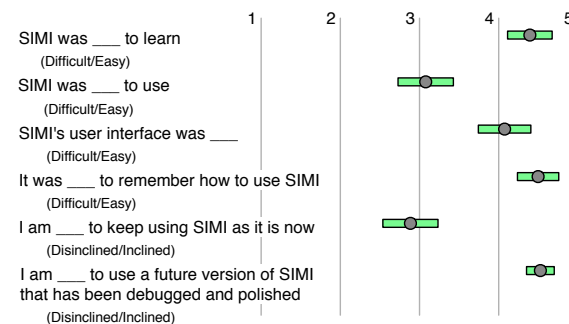 1 2 3 4 5
SIMI was ___ to learn
(Difficult/Easy)
SIMI was ___ to use
(Difficult/Easy)
SIMI's user interface was ___
(Difficult/Easy)
It was ___ to remember how to use SIMI
(Difficult/Easy)
I am ___ to keep using SIMI as it is now
(Disinclined/Inclined)
I am ___ to use a future version of SIMI
that has been debugged and polished
(Disinclined/Inclined)